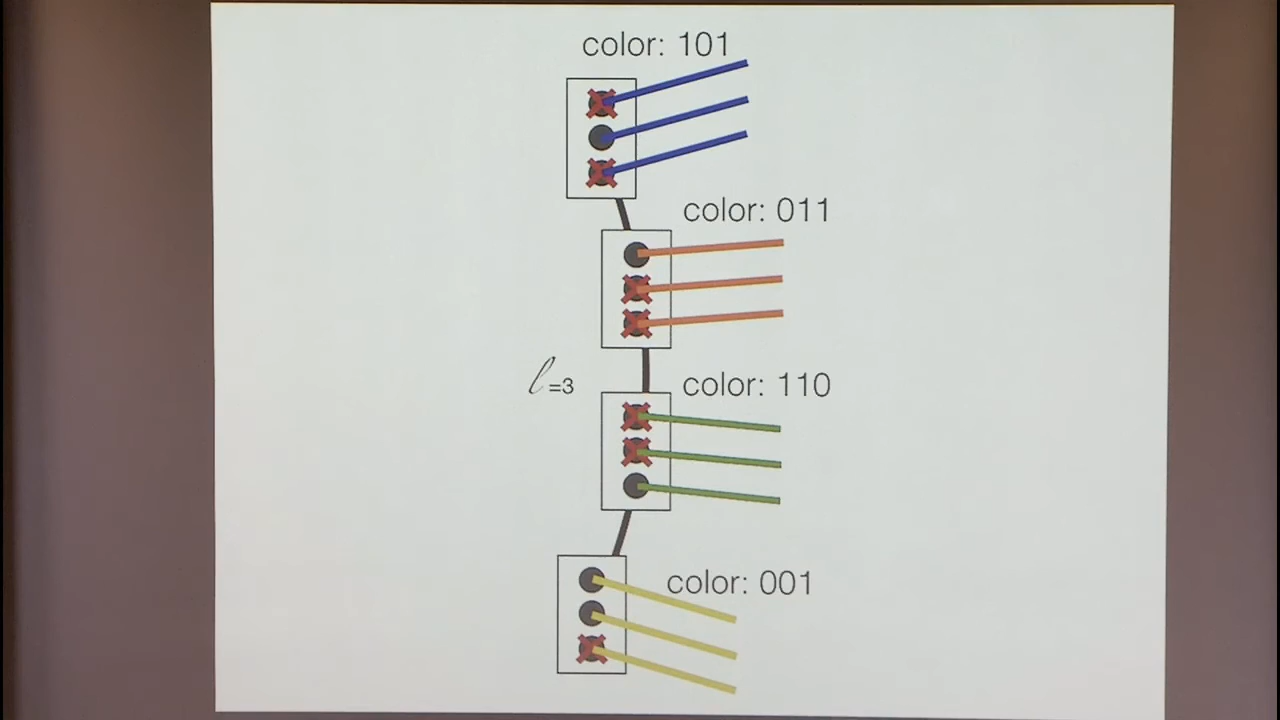 color: 101
color: 011
ℓ=3
color: 110
color: 001